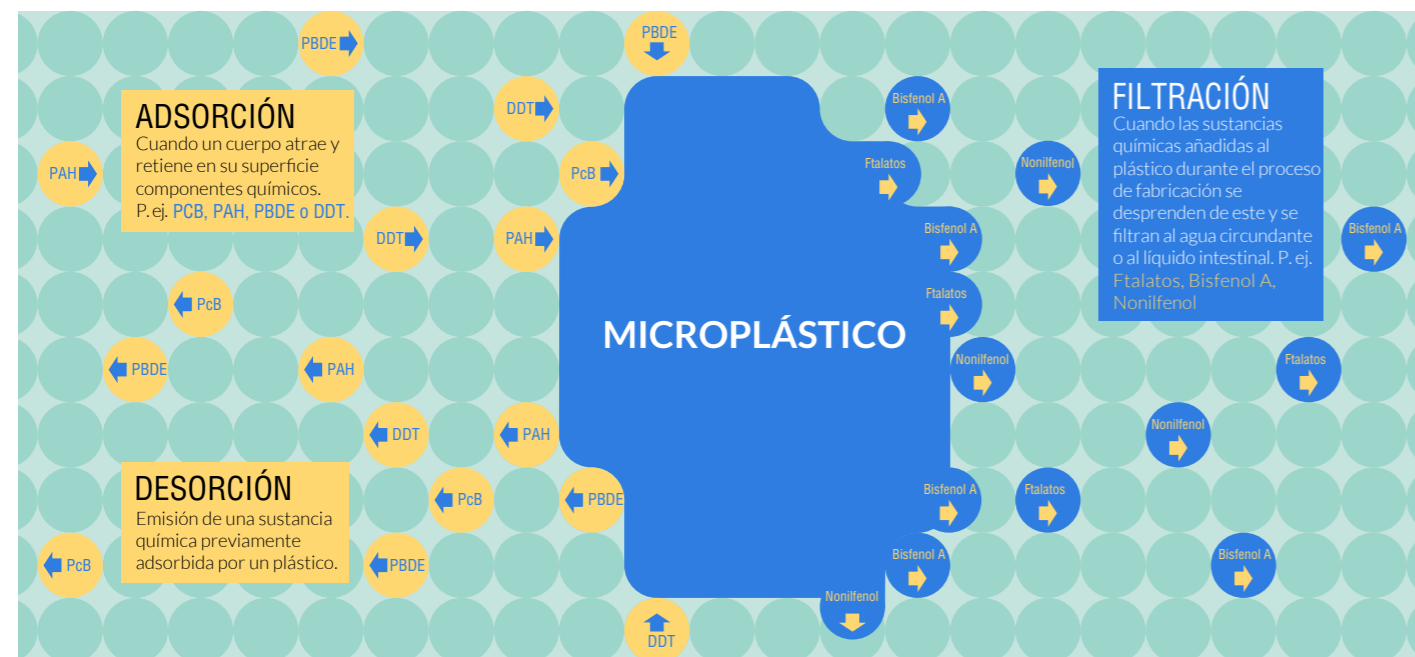 PBDE
PBDE
ADSORCIÓN
Cuando un cuerpo atrae y
retiene en su superficie
componentes químicos.
P. ej. PCB, PAH, PBDE o DDT.
DDT
Bisfenol A
FILTRACIÓN
Cuando las sustancias
químicas añadidas al
plástico durante el proceso
de fabricación se
desprenden de este y se
filtran al agua circundante
o al líquido intestinal. P. ej.
Ftalatos, Bisfenol A,
Nonilfenol
PAH
PcB
Ftalatos
Nonilfenol
DDT
PAH
Bisfenol A
Bisfenol A
PcB
Ftalatos
MICROPLÁSTICO
PBDE
PAH
Nonilfenol
Ftalatos
DDT
PAH
Nonilfenol
DESORCIÓN
Emisión de una sustancia
química previamente
adsorbida por un plástico.
PcB
PBDE
Bisfenol A
Ftalatos
PcB
PBDE
Bisfenol A
Bisfenol A
Nonilfenol
DDT